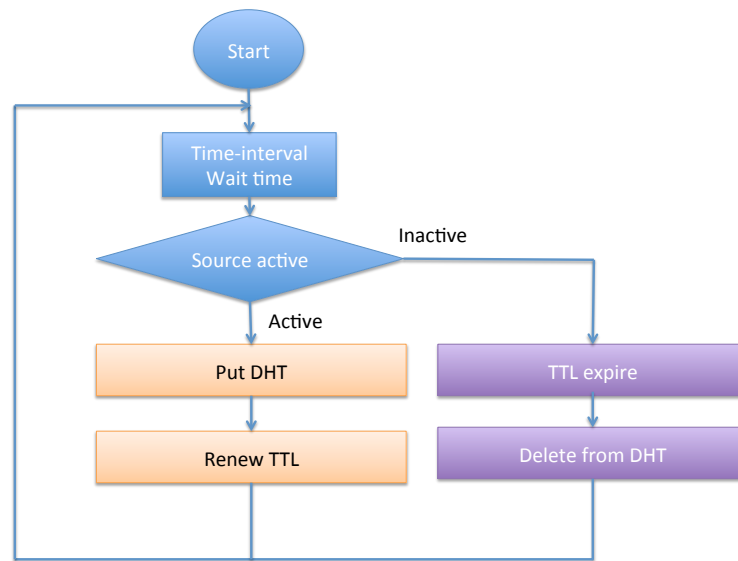 Start
Time-interval
Wait time
Source active
Inactive
Active
Put DHT
TTL expire
Renew TTL
Delete from DHT